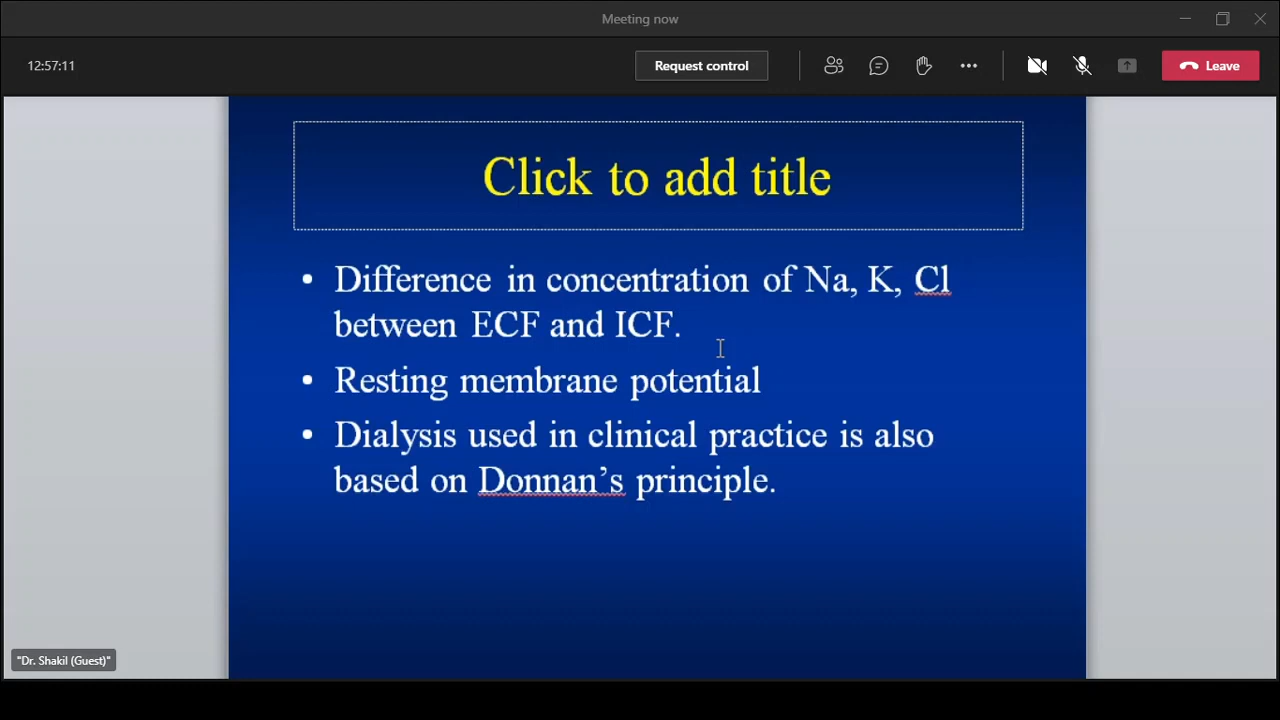 Meeting now
12:57:11
Request control
Leave
Click to add title
• Difference in concentration of Na, K, Cl
between ECF and ICF.
• Resting membrane potential
• Dialysis used in clinical practice is also
based on Donnan’s principle.
"Dr. Shakil (Guest)"